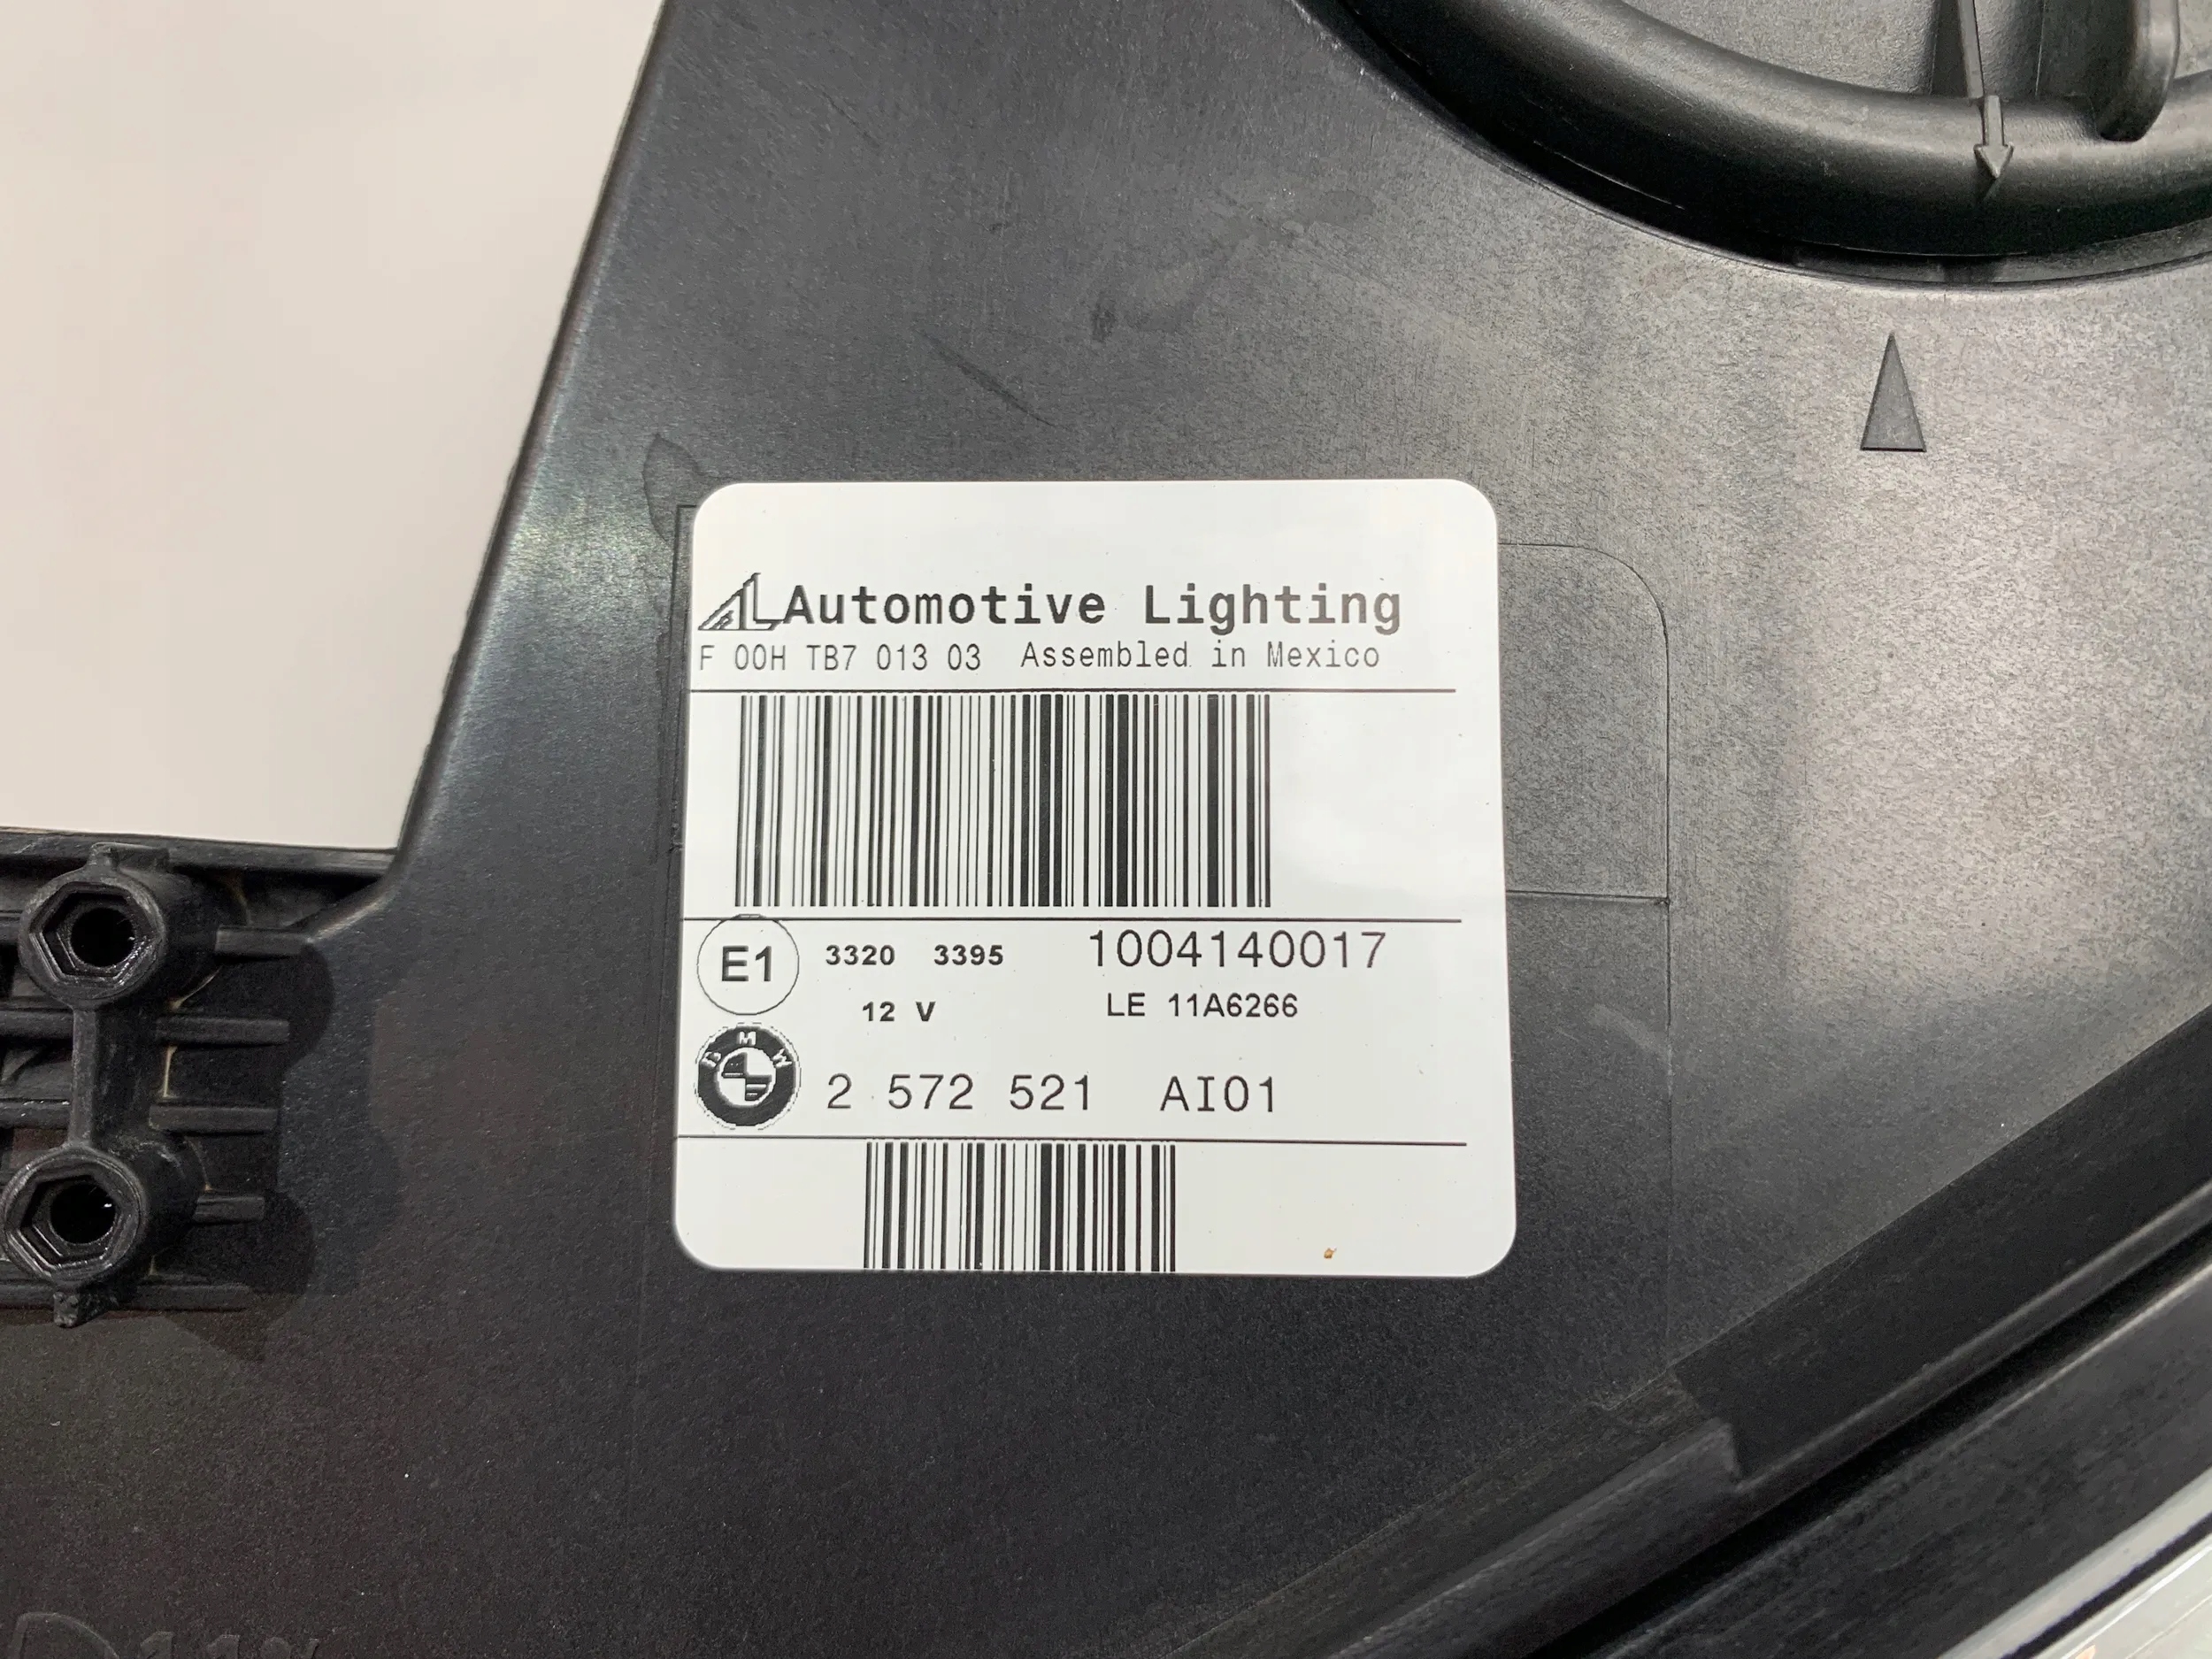 AL Automotive Lighting
F 00H TB7 013 03 Assembled in Mexico
E1 3320 3395 1004140017
12 V LE 11A6266
BMW 2 572 521 AI01